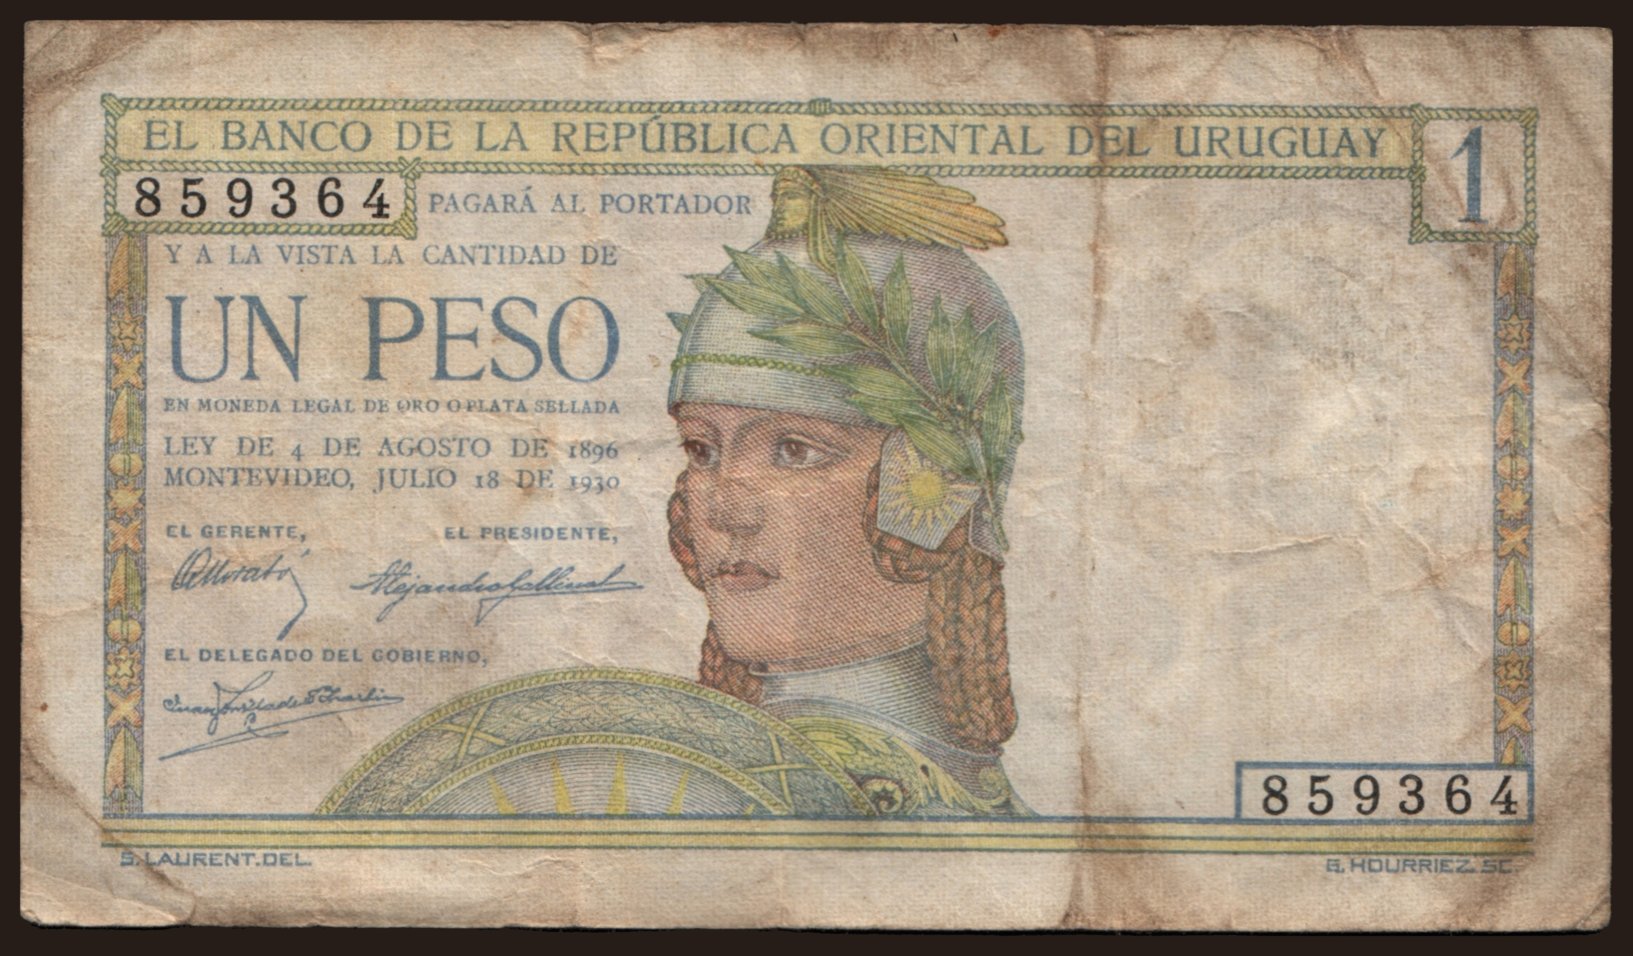 EL BANCO DE LA REPÚBLICA ORIENTAL DEL URUGUAY
1
859364
PAGARÁ AL PORTADOR
Y A LA VISTA LA CANTIDAD DE
UN PESO
EN MONEDA LEGAL DE ORO O PLATA SELLADA
LEY DE 4 DE AGOSTO DE 1896
MONTEVIDEO, JULIO 18 DE 1930
EL GERENTE, EL PRESIDENTE,
Alejandro Gallinal
EL DELEGADO DEL GOBIERNO,
859364
S. LAURENT. DEL. G. HOURRIEZ. SC.